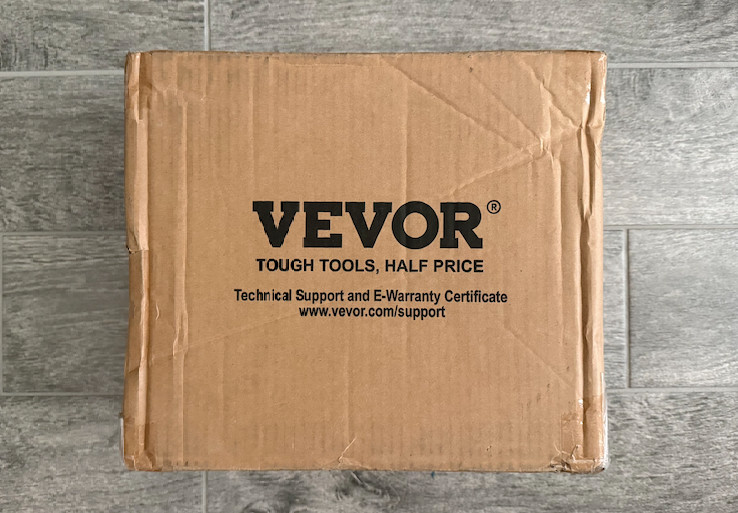 VEVOR®
TOUGH TOOLS, HALF PRICE
Technical Support and E-Warranty Certificate
www.vevor.com/support